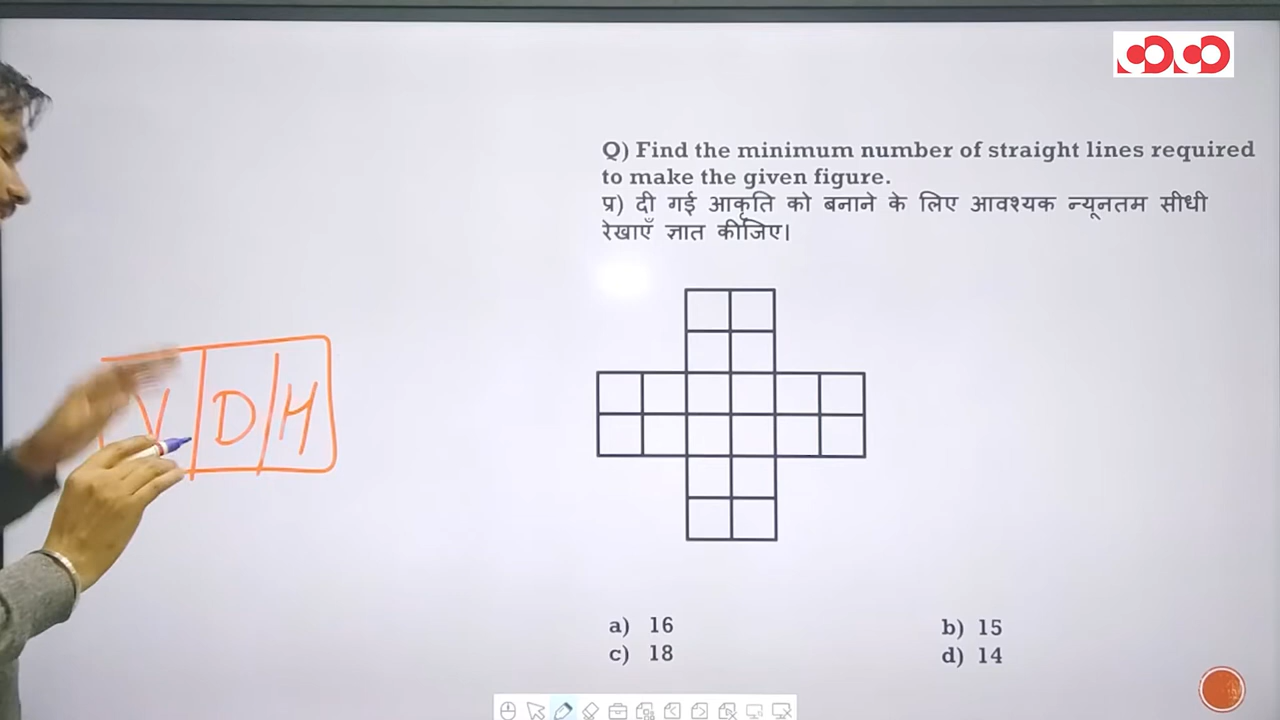 Q) Find the minimum number of straight lines required
to make the given figure.
प्र) दी गई आकृति को बनाने के लिए आवश्यक न्यूनतम सीधी
रेखाएँ ज्ञात कीजिए।
V D H
a) 16
b) 15
c) 18
d) 14